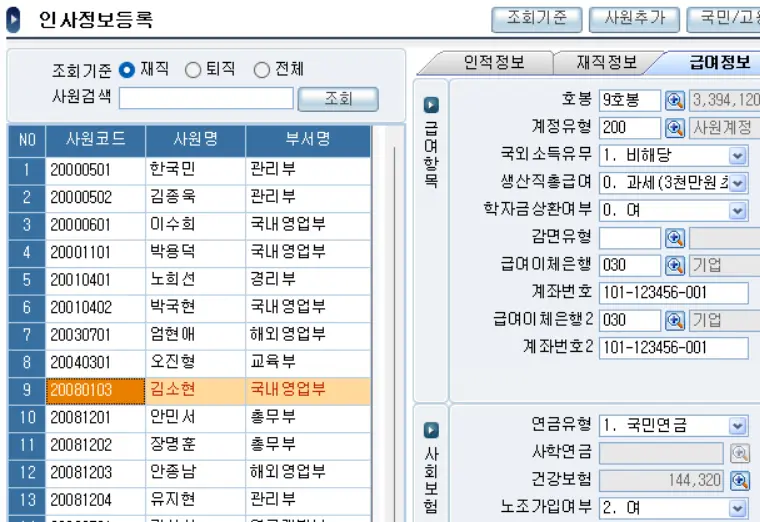 인사정보등록
조회기준 사원추가 국민/고용
조회기준 재직 퇴직 전체
사원검색 조회
NO 사원코드 사원명 부서명
1 20000501 한국민 관리부
2 20000502 김종욱 관리부
3 20000601 이수희 국내영업부
4 20001101 박용덕 국내영업부
5 20010401 노희선 경리부
6 20010402 박국현 국내영업부
7 20030701 엄현애 해외영업부
8 20040301 오진형 교육부
9 20080103 김소현 국내영업부
10 20081201 안민서 총무부
11 20081202 장명훈 총무부
12 20081203 안종남 해외영업부
13 20081204 유지현 관리부
인적정보 재직정보 급여정보
급여항목
호봉 9호봉 3,394,120
계정유형 200 사원계정
국외소득유무 1. 비해당
생산직총급여 0. 과세(3천만원초
학자금상환여부 0. 여
감면유형
급여이체은행 030 기업
계좌번호 101-123456-001
급여이체은행2 030 기업
계좌번호2 101-123456-001
사회보험
연금유형 1. 국민연금
사학연금
건강보험 144,320
노조가입여부 2. 여